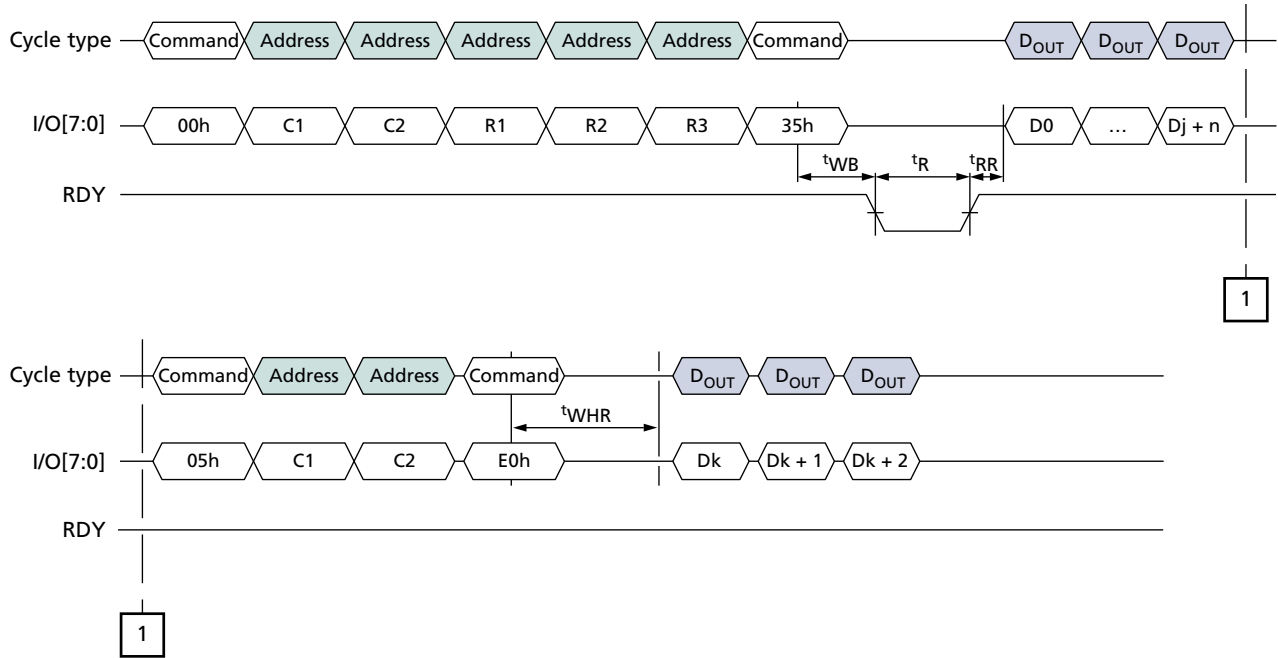 Cycle type Command Address Address Address Address Address Command DOUT DOUT DOUT
I/O[7:0] 00h C1 C2 R1 R2 R3 35h D0 ... Dj + n
tWB tR tRR
RDY
1
Cycle type Command Address Address Command DOUT DOUT DOUT
tWHR
I/O[7:0] 05h C1 C2 E0h Dk Dk + 1 Dk + 2
RDY
1